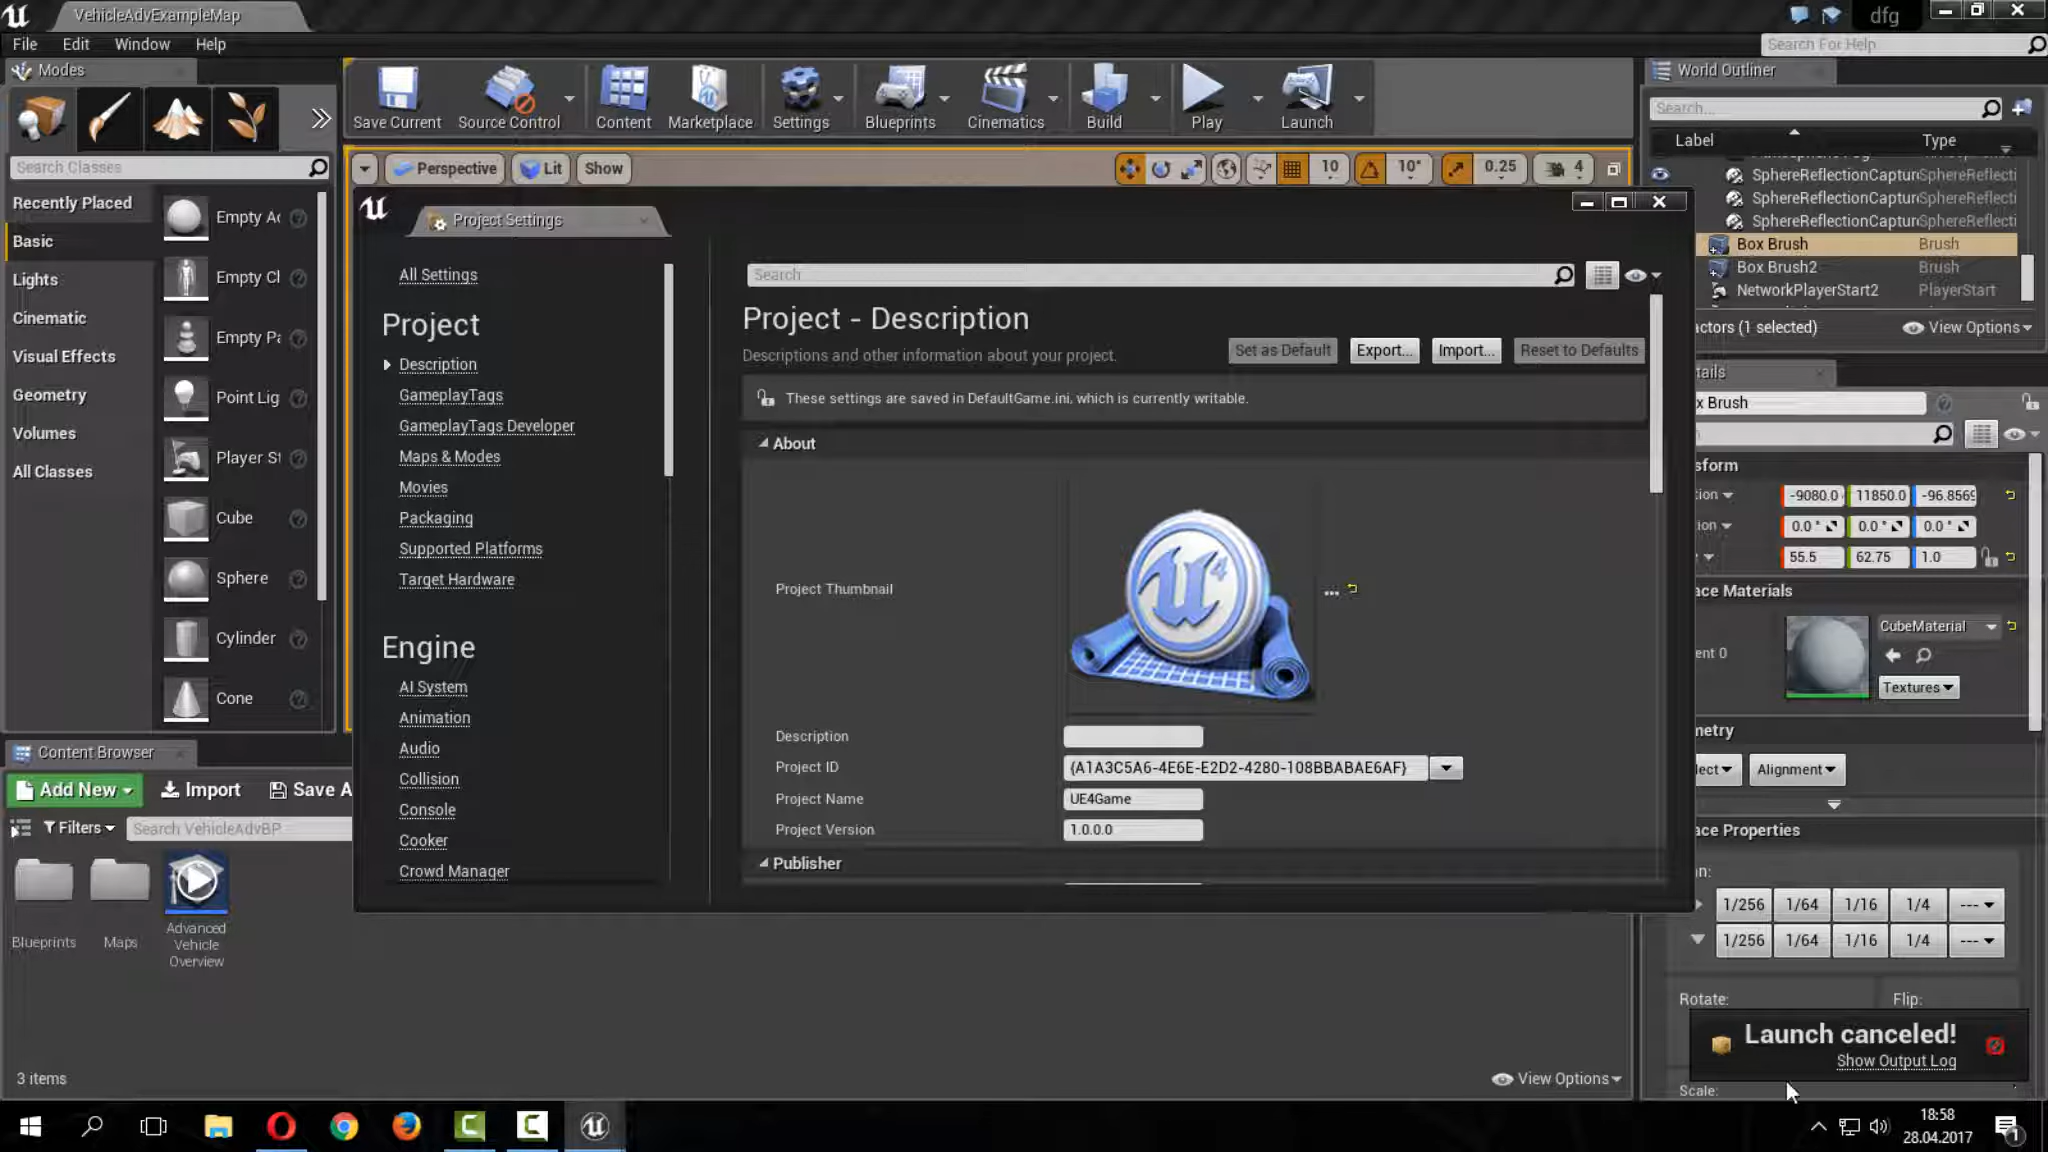 VehicleAdvExampleMap
dfg
File Edit Window Help
Search For Help
Modes
World Outliner
Save Current Source Control Content Marketplace Settings Blueprints Cinematics Build Play Launch
Search...
Label Type
Search Classes
Perspective Lit Show 10 10° 0.25 4
SphereReflectionCaptur SphereReflecti
SphereReflectionCaptur SphereReflecti
SphereReflectionCaptur SphereReflecti
Box Brush Brush
Box Brush2 Brush
NetworkPlayerStart2 PlayerStart
actors (1 selected) View Options
Recently Placed
Basic
Lights
Cinematic
Visual Effects
Geometry
Volumes
All Classes
Empty Ac
Empty Cl
Empty Pa
Point Lig
Player St
Cube
Sphere
Cylinder
Cone
Project Settings
All Settings
Project
Description
GameplayTags
GameplayTags Developer
Maps & Modes
Movies
Packaging
Supported Platforms
Target Hardware
Engine
AI System
Animation
Audio
Collision
Console
Cooker
Crowd Manager
Search
Project - Description
Descriptions and other information about your project.
Set as Default Export... Import... Reset to Defaults
These settings are saved in DefaultGame.ini, which is currently writable.
About
Project Thumbnail
Description
Project ID {A1A3C5A6-4E6E-E2D2-4280-108BBABAE6AF}
Project Name UE4Game
Project Version 1.0.0.0
Publisher
tails
x Brush
sform
ion -9080.0 11850.0 -96.8569
ion 0.0 ° 0.0 ° 0.0 °
55.5 62.75 1.0
ace Materials
ent 0
CubeMaterial
Textures
metry
lect Alignment
ace Properties
n:
1/256 1/64 1/16 1/4 ---
1/256 1/64 1/16 1/4 ---
Rotate: Flip:
Launch canceled!
Show Output Log
Scale:
Content Browser
Add New Import Save A
Filters Search VehicleAdvBP
Blueprints
Maps
Advanced
Vehicle
Overview
3 items
View Options
18:58
28.04.2017
1